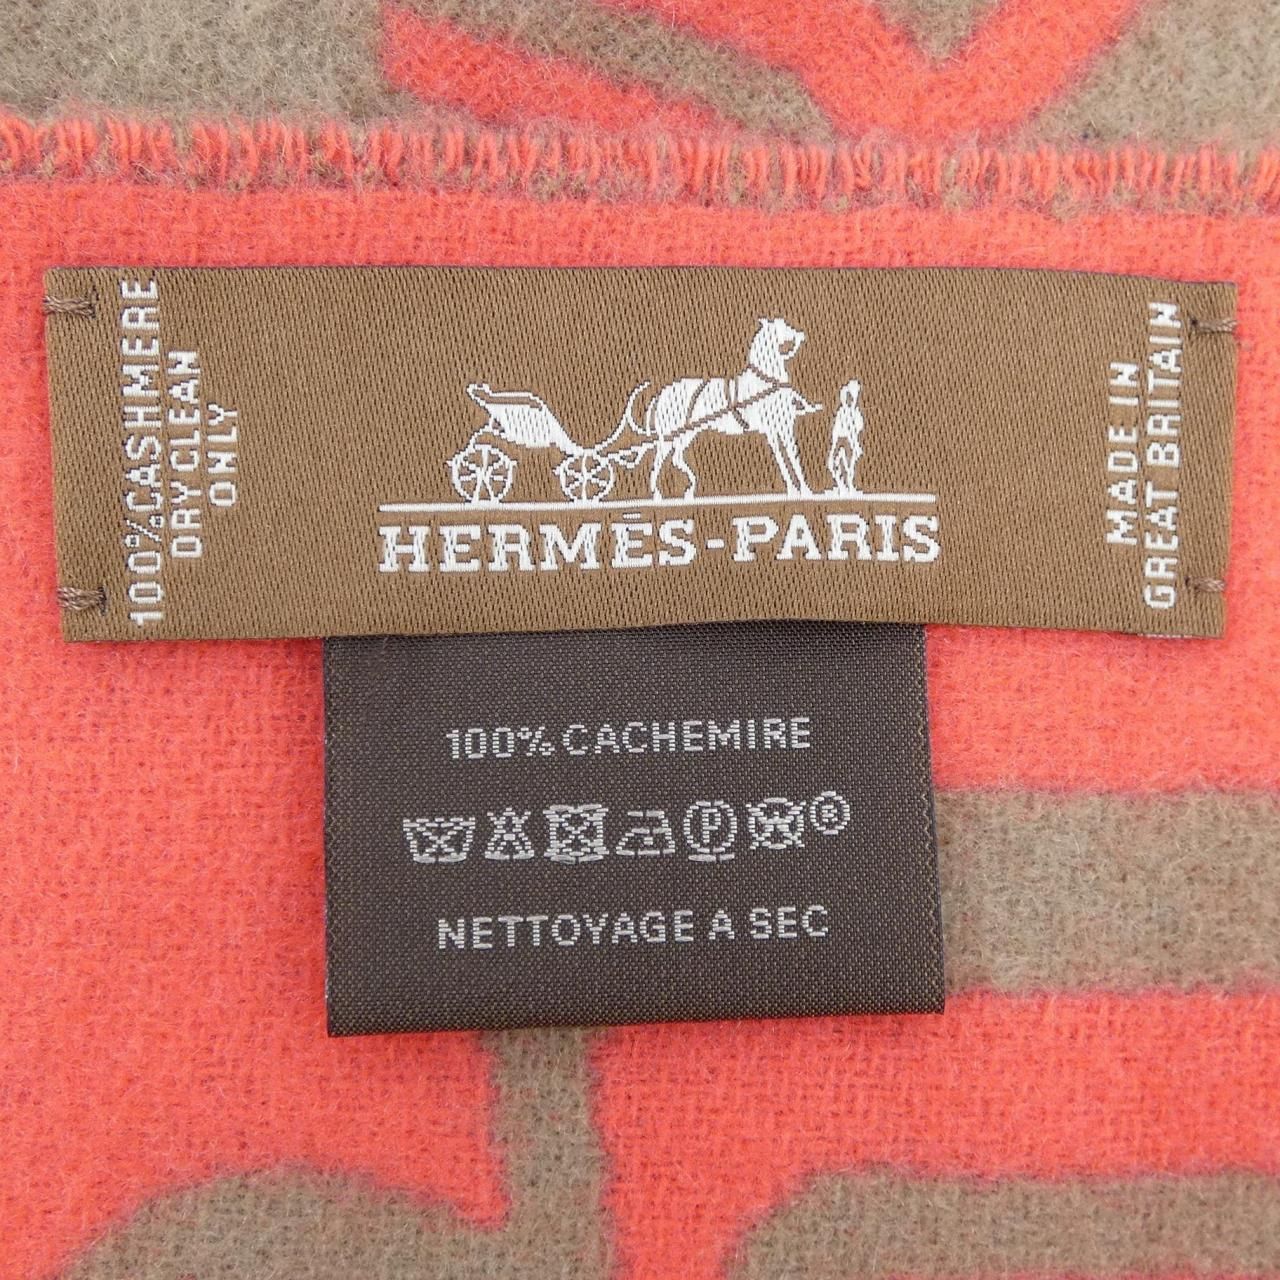 100% CASHMERE
DRY CLEAN
ONLY
HERMÈS-PARIS
MADE IN
GREAT BRITAIN
100% CACHEMIRE
P
®
NETTOYAGE A SEC